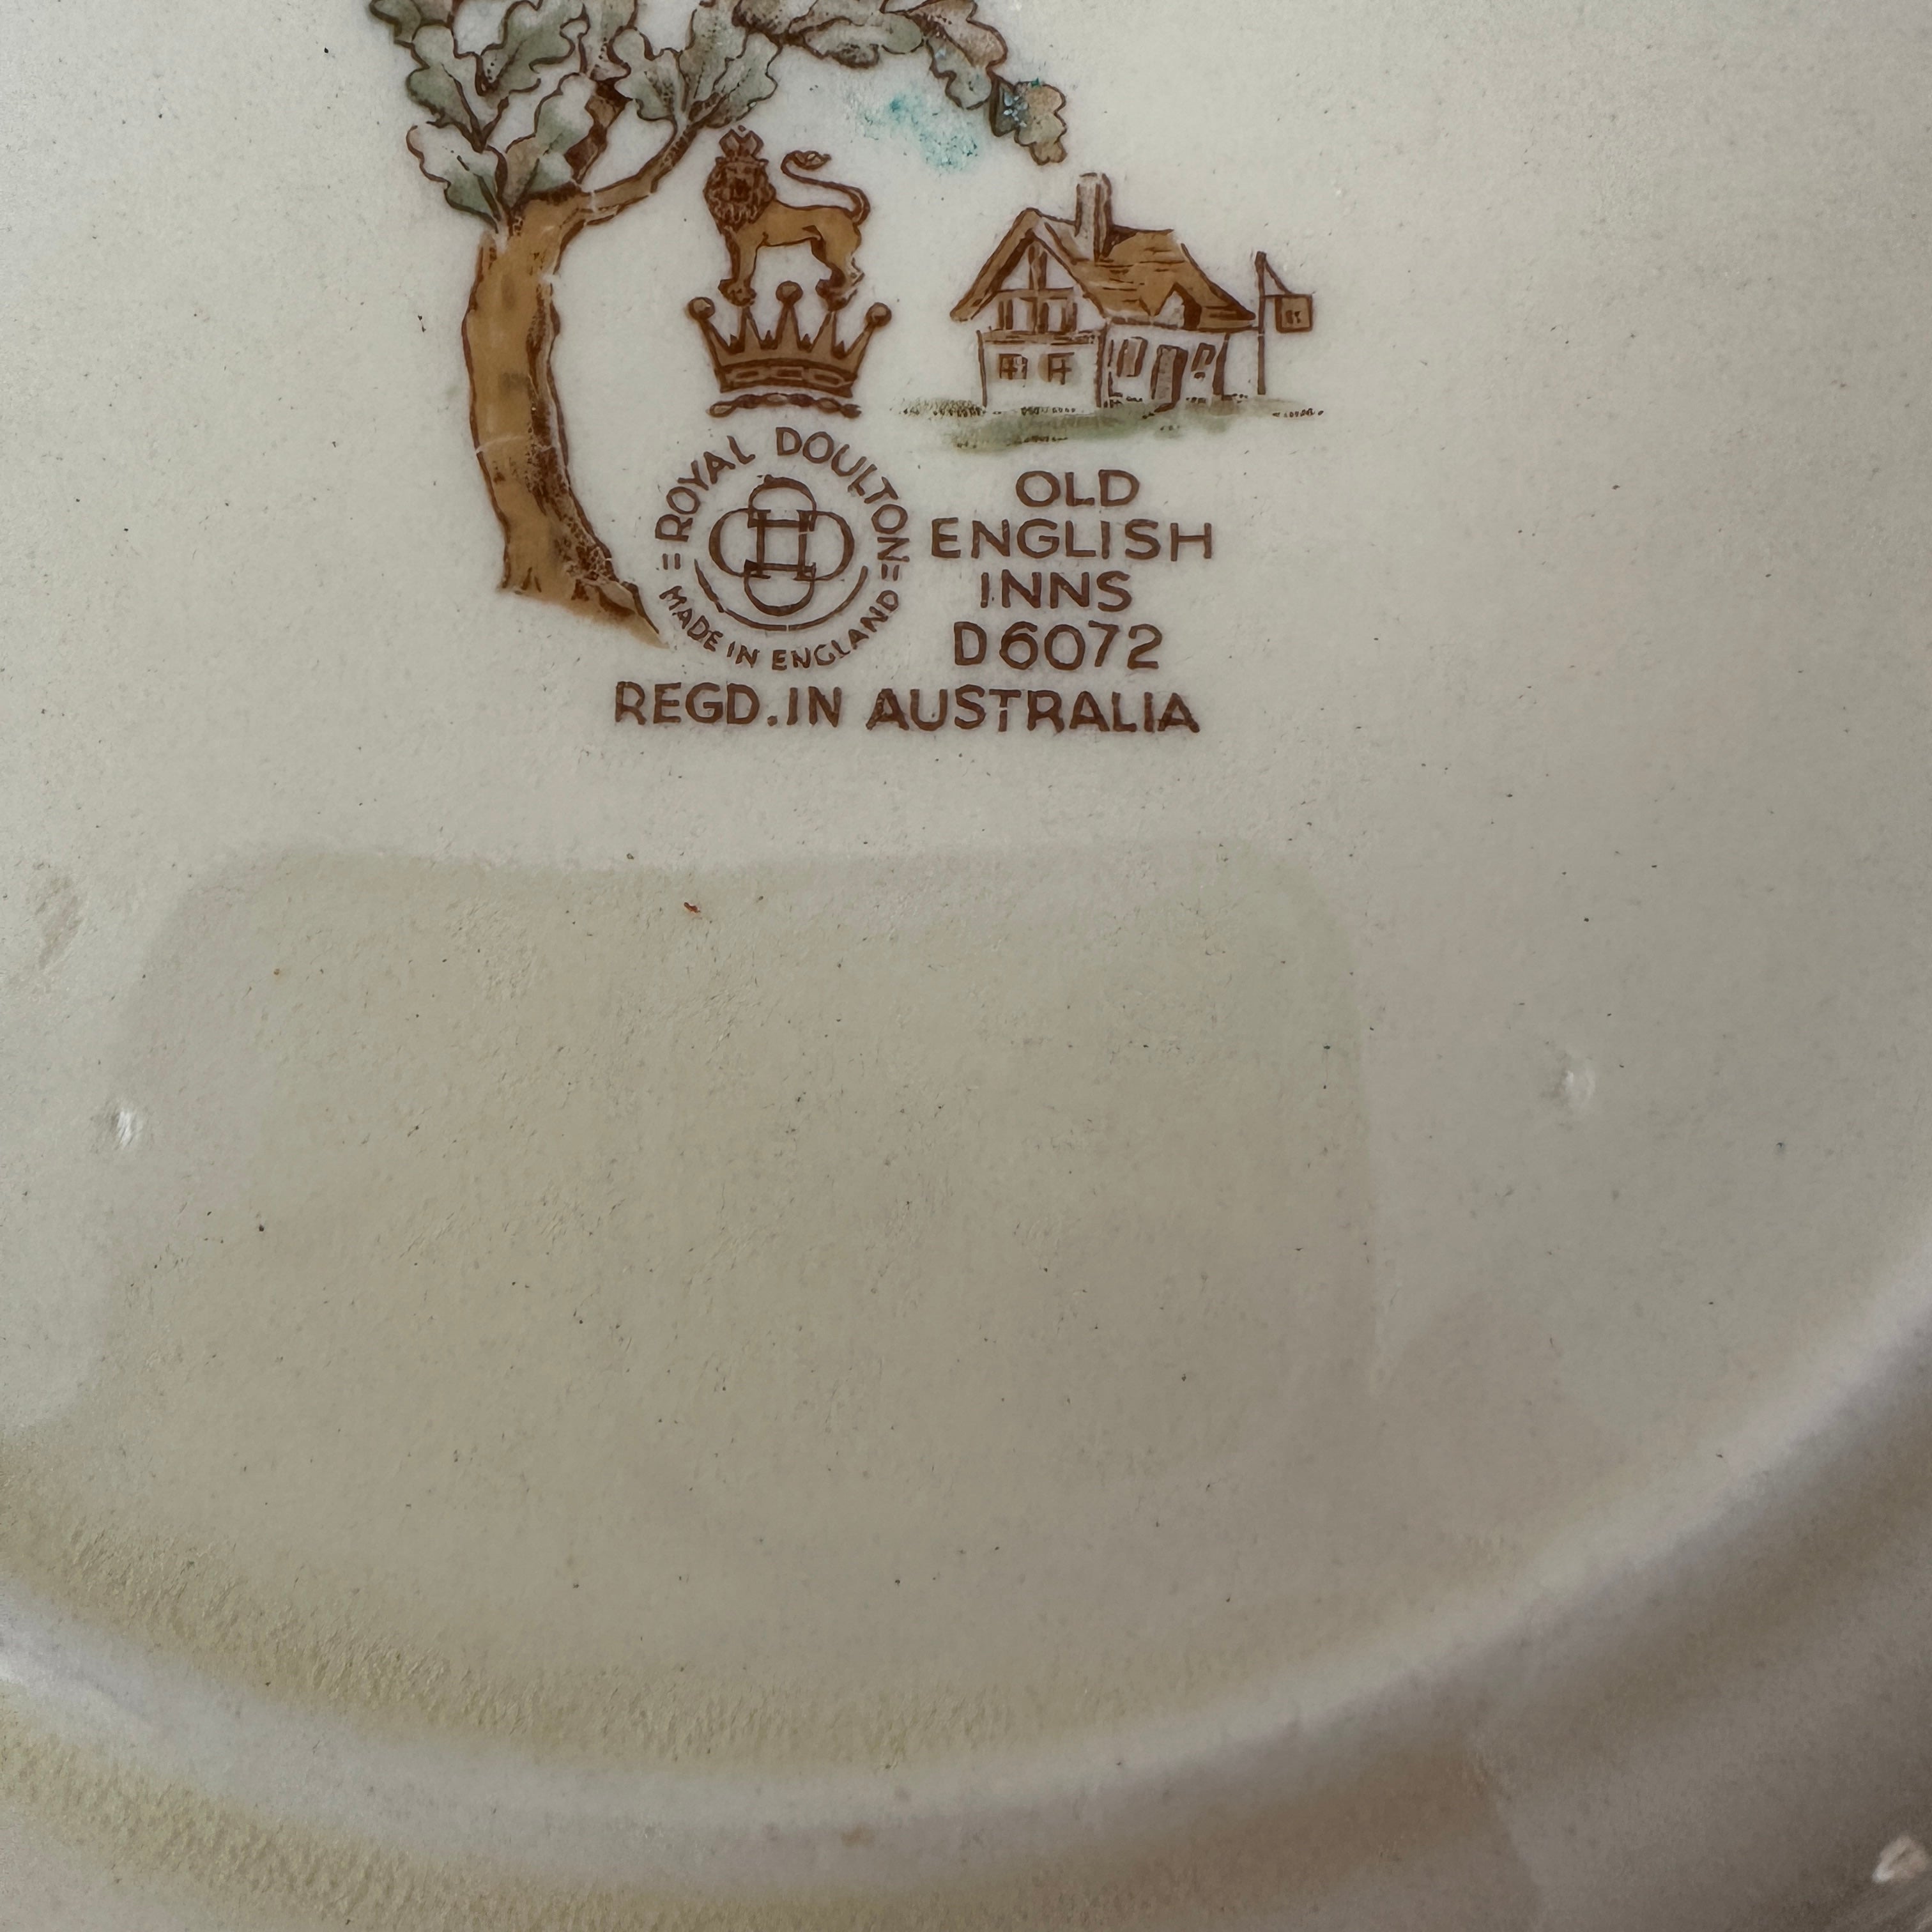 ROYAL DOULTON
MADE IN ENGLAND
OLD
ENGLISH
INNS
D6072
REGD. IN AUSTRALIA